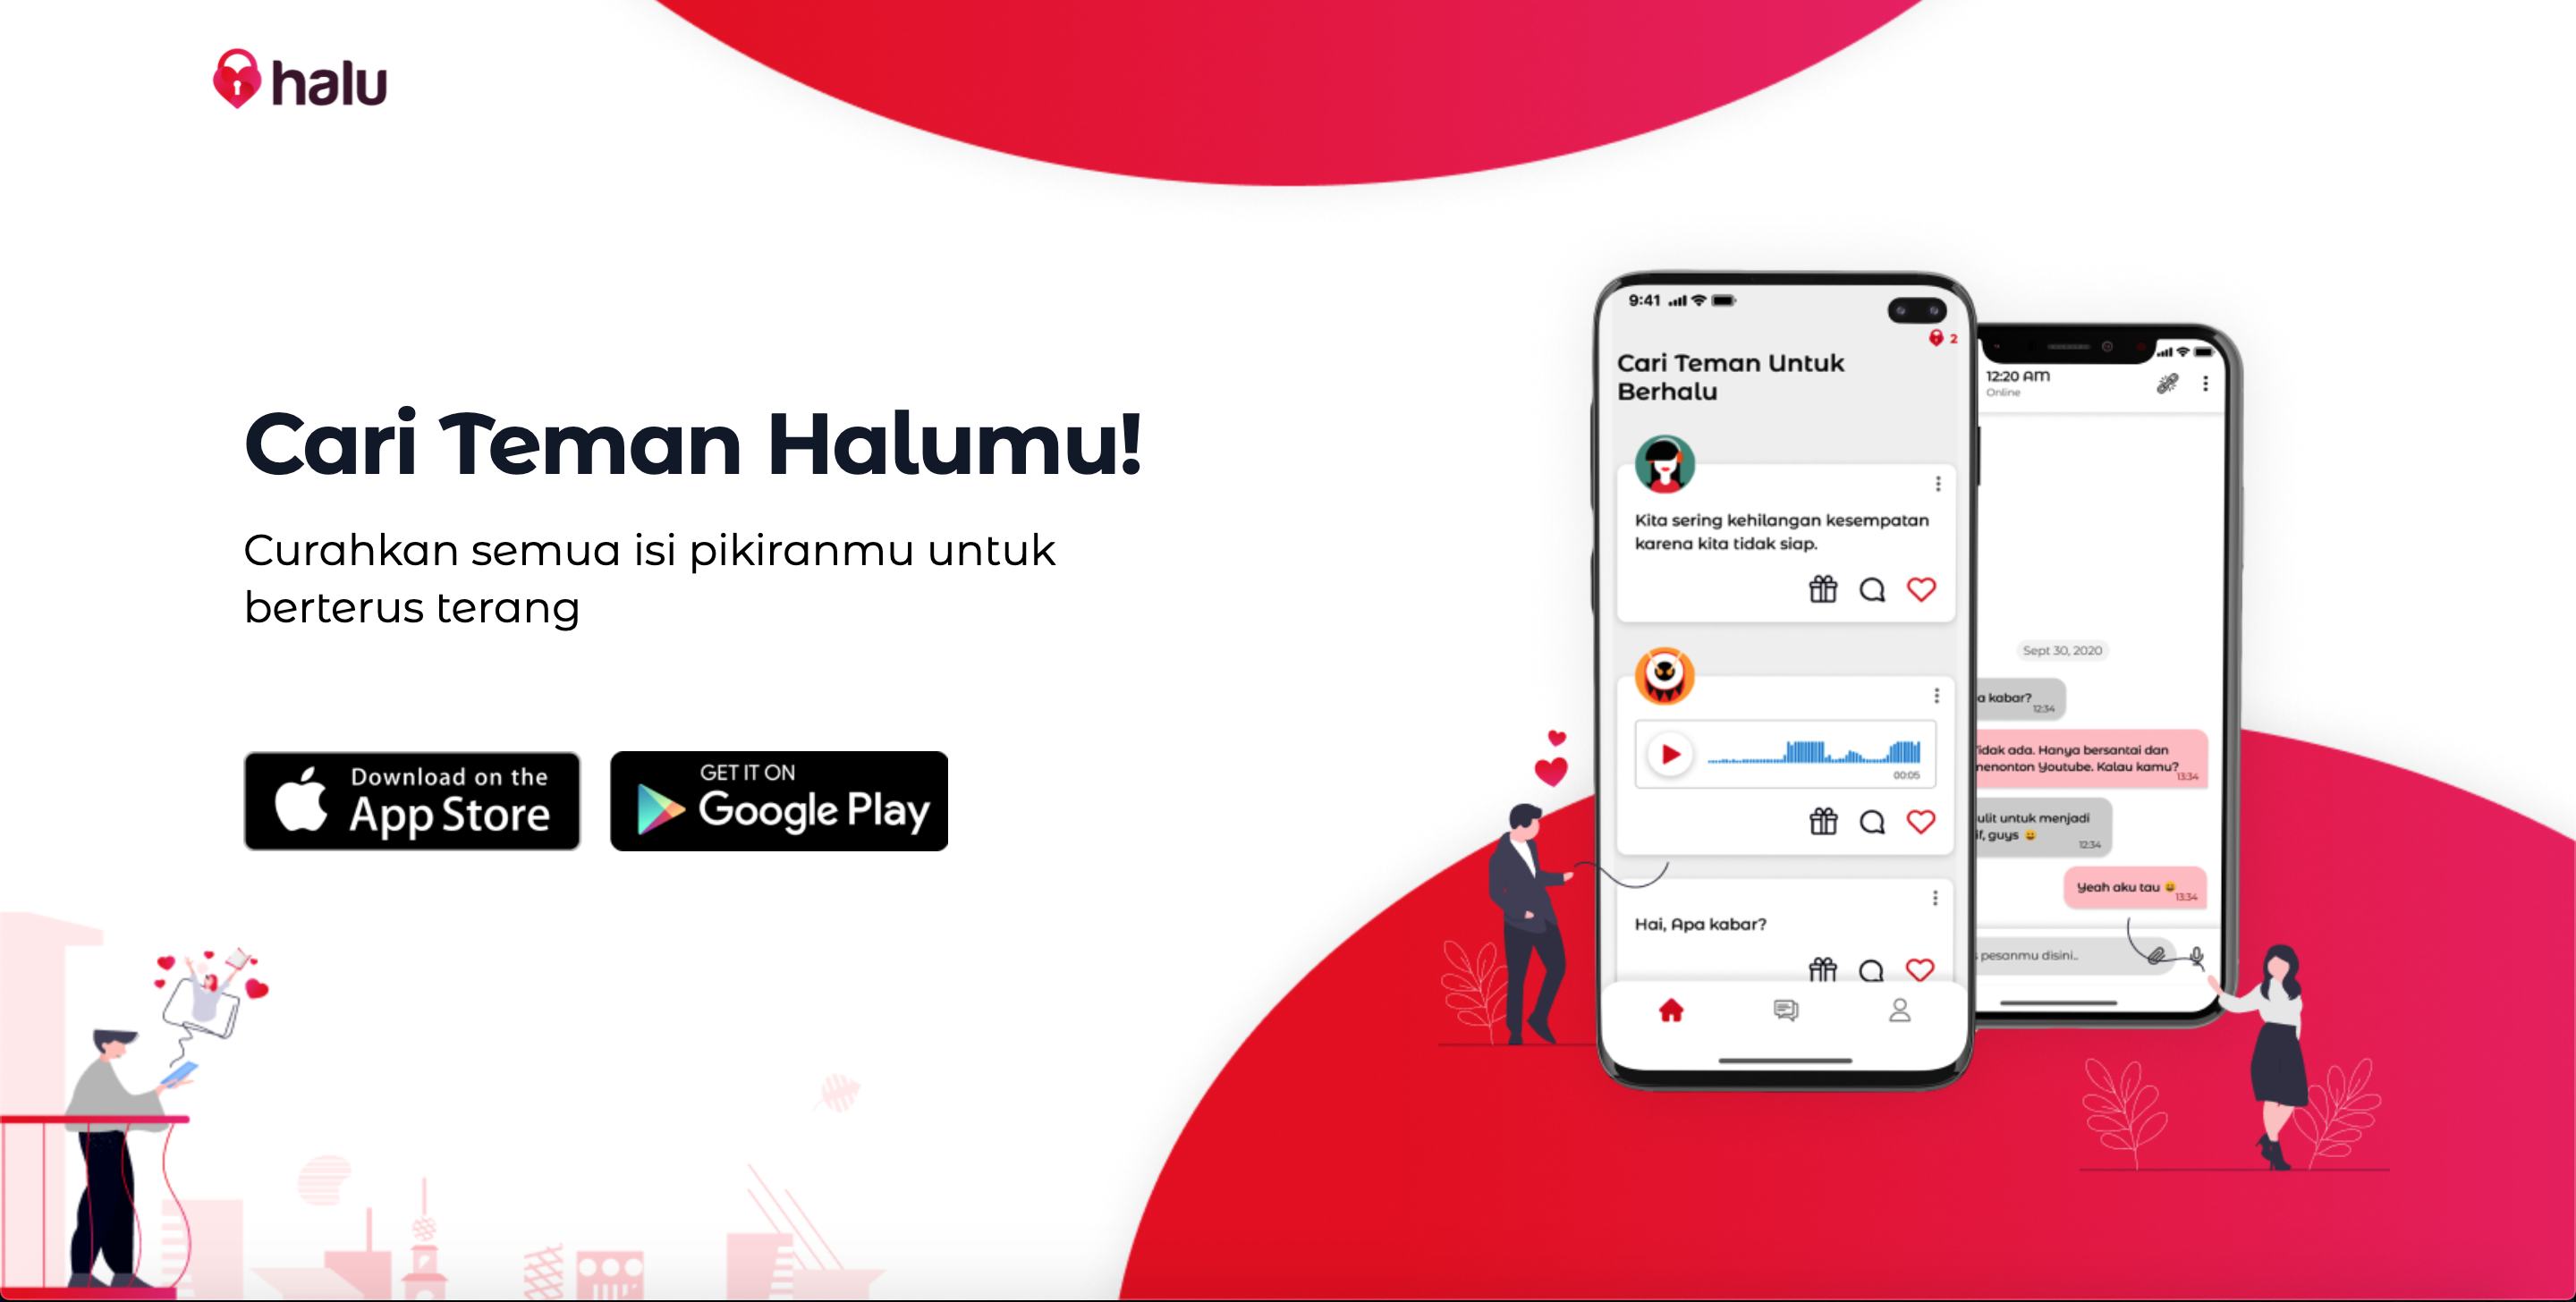 halu
Cari Teman Halumu!
Curahkan semua isi pikiranmu untuk
berterus terang
Download on the
App Store
GET IT ON
Google Play
9:41
2
Cari Teman Untuk
Berhalu
Kita sering kehilangan kesempatan
karena kita tidak siap.
00:05
Hai, Apa kabar?
12:20 AM
Online
Sept 30, 2020
a kabar?
12:34
idak ada. Hanya bersantai dan
nenonton Youtube. Kalau kamu?
13:34
ulit untuk menjadi
if, guys 😀
12:34
Yeah aku tau 😀
13:34
pesanmu disini..